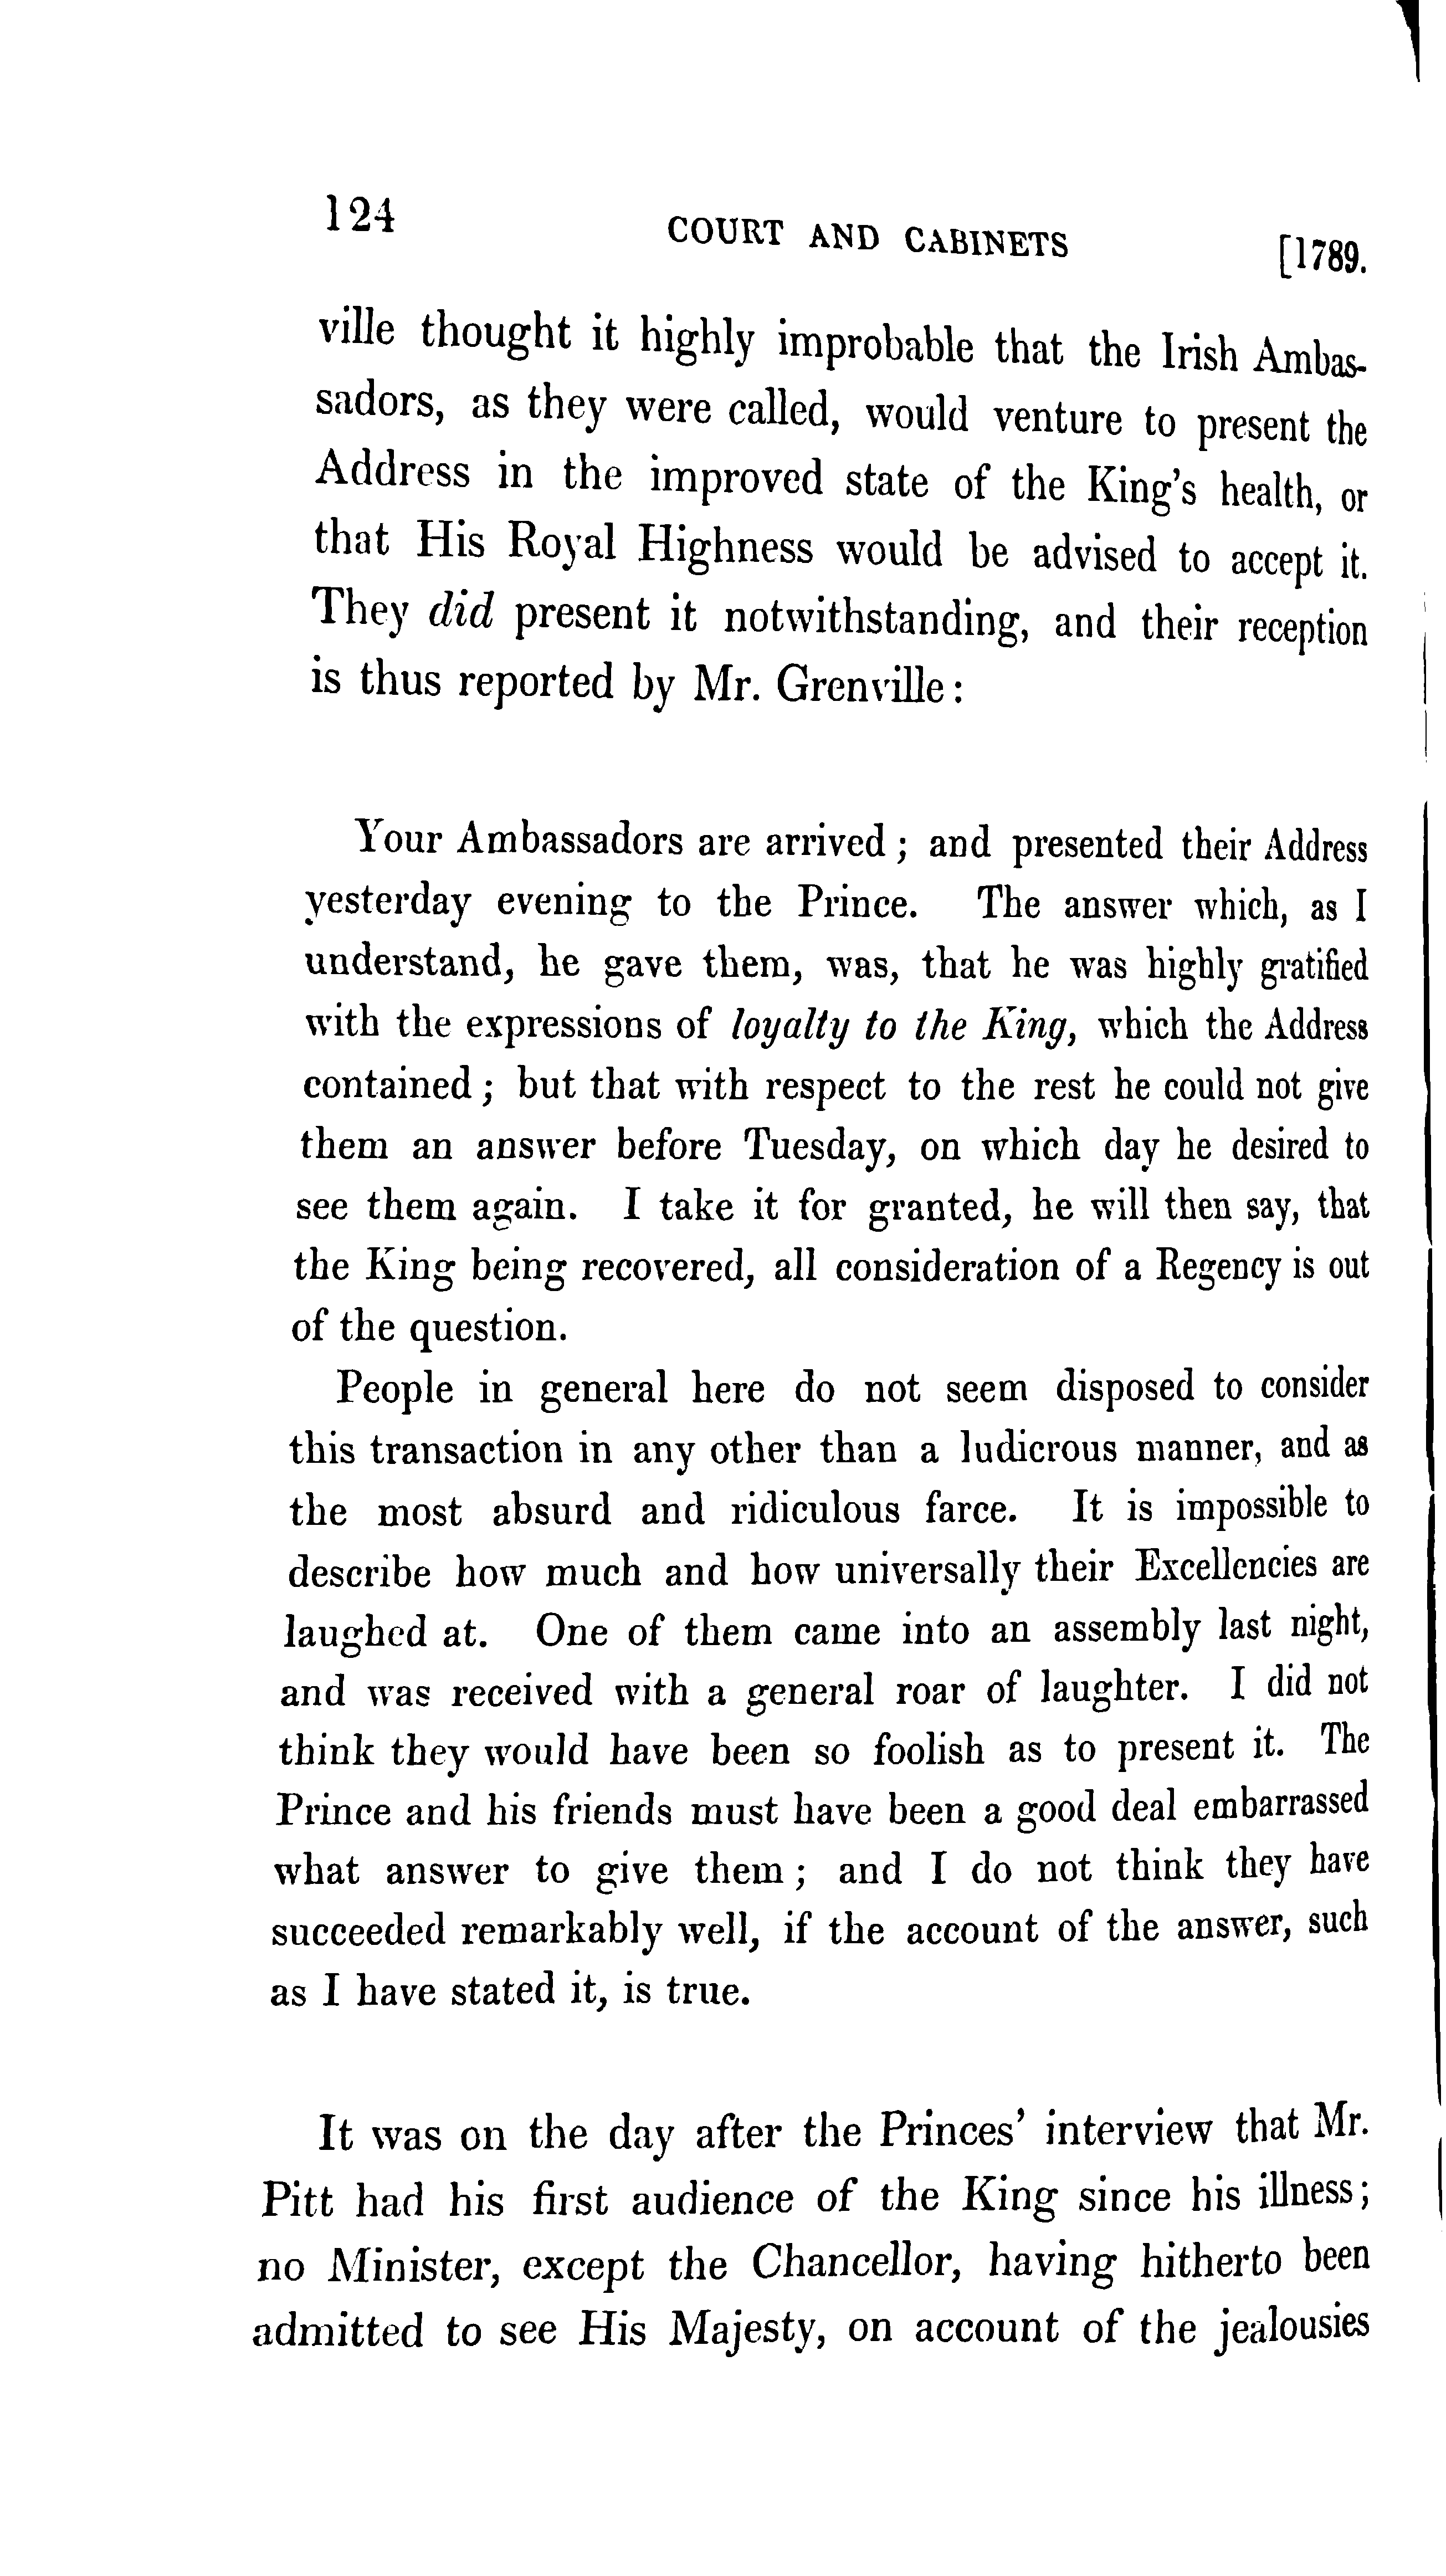 124 COURT AND CABINETS [1789.
ville thought it highly improbable that the Irish Ambas-
sadors, as they were called, would venture to present the
Address in the improved state of the King's health, or
that His Royal Highness would be advised to accept it.
They did present it notwithstanding, and their reception
is thus reported by Mr. Grenville:
Your Ambassadors are arrived; and presented their Address
yesterday evening to the Prince. The answer which, as I
understand, he gave them, was, that he was highly gratified
with the expressions of loyalty to the King, which the Address
contained; but that with respect to the rest he could not give
them an answer before Tuesday, on which day he desired to
see them again. I take it for granted, he will then say, that
the King being recovered, all consideration of a Regency is out
of the question.
People in general here do not seem disposed to consider
this transaction in any other than a ludicrous manner, and as
the most absurd and ridiculous farce. It is impossible to
describe how much and how universally their Excellencies are
laughed at. One of them came into an assembly last night,
and was received with a general roar of laughter. I did not
think they would have been so foolish as to present it. The
Prince and his friends must have been a good deal embarrassed
what answer to give them; and I do not think they have
succeeded remarkably well, if the account of the answer, such
as I have stated it, is true.
It was on the day after the Princes' interview that Mr.
Pitt had his first audience of the King since his illness;
no Minister, except the Chancellor, having hitherto been
admitted to see His Majesty, on account of the jealousies